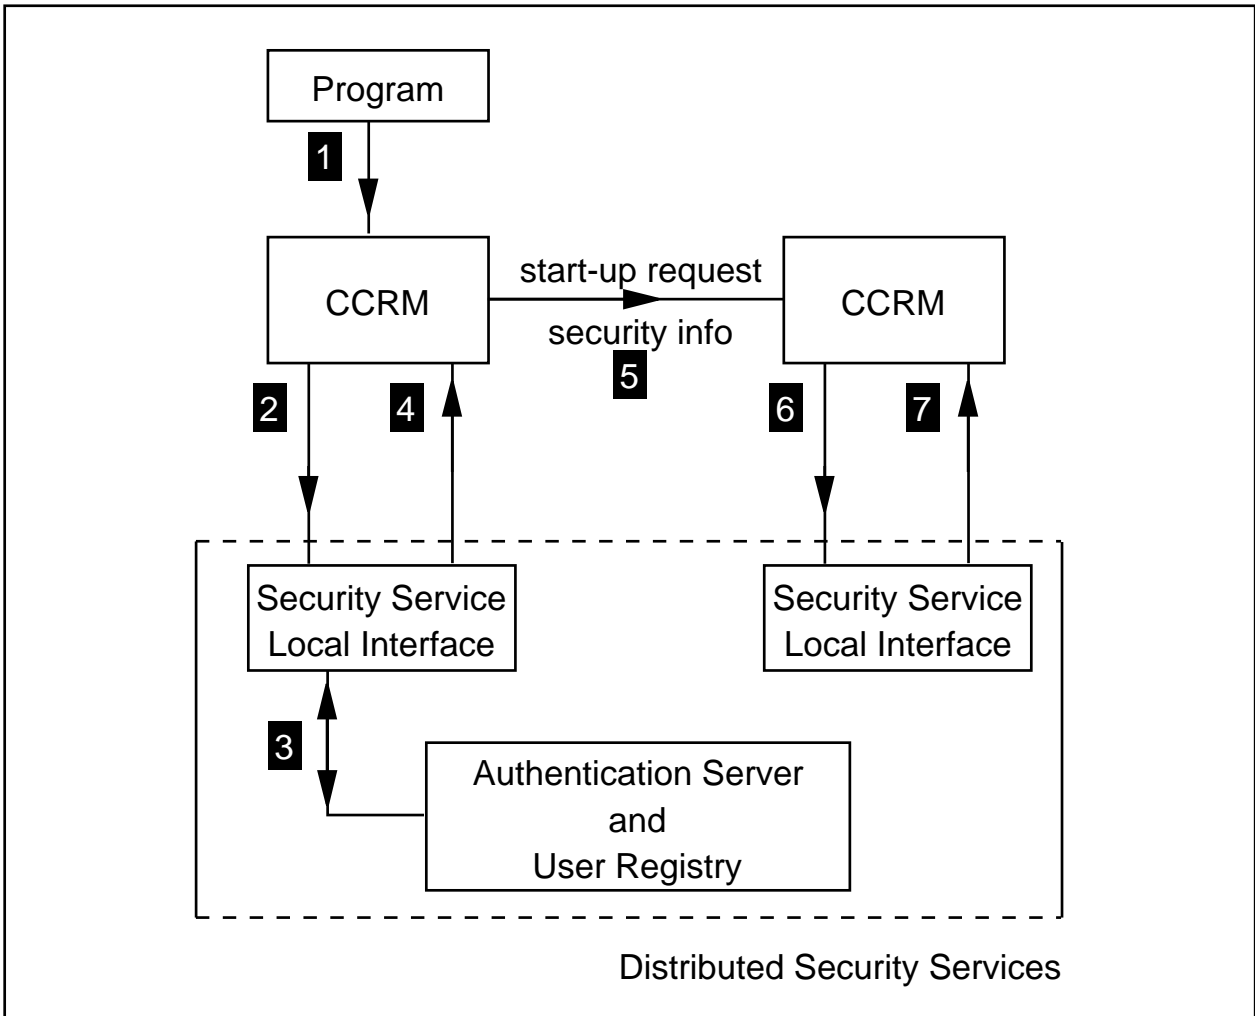 Program
1
CCRM
start-up request
CCRM
security info
5
2
4
6
7
Security Service
Local Interface
Security Service
Local Interface
3
Authentication Server
and
User Registry
Distributed Security Services